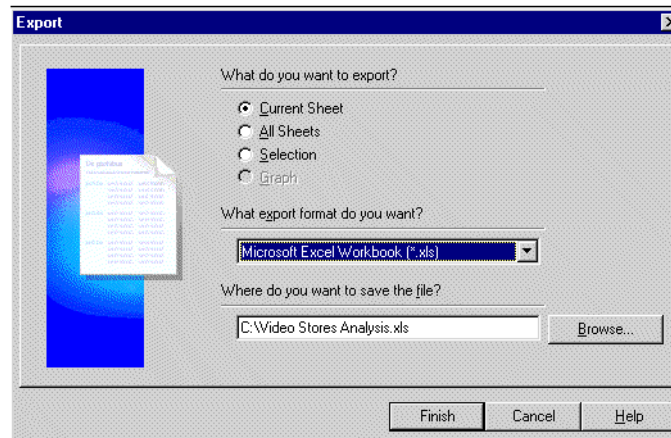 Export
What do you want to export?
Current Sheet
All Sheets
Selection
Graph
What export format do you want?
Microsoft Excel Workbook (*.xls)
Where do you want to save the file?
C:\Video Stores Analysis.xls
Browse...
Finish
Cancel
Help